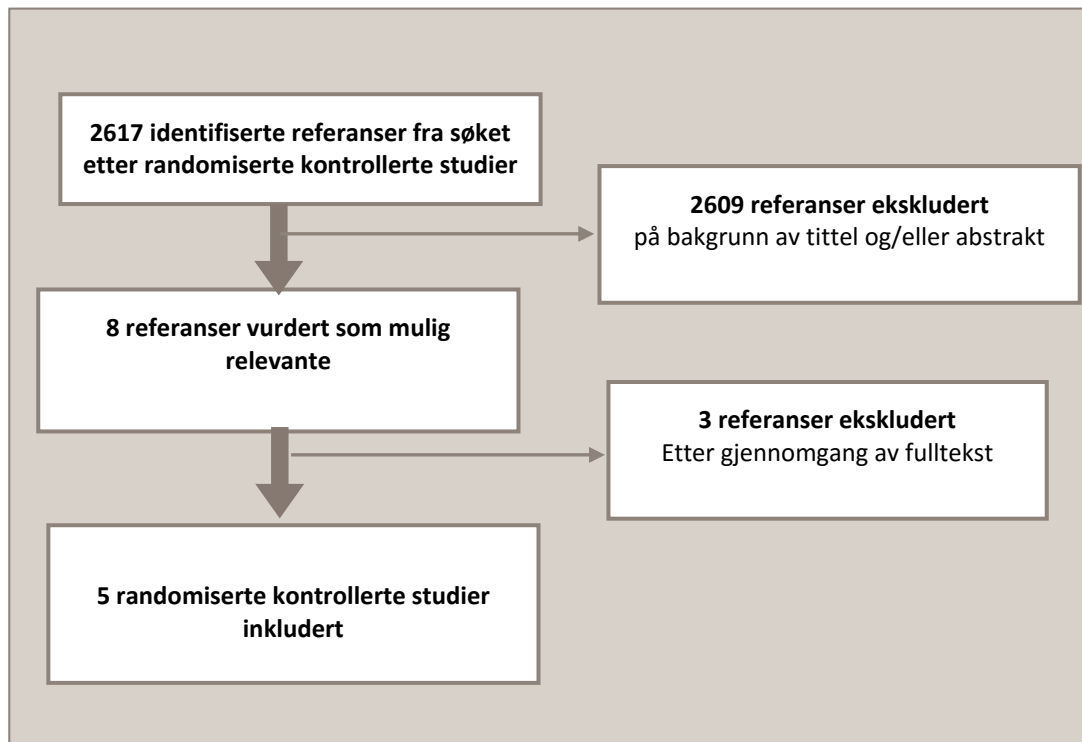 2617 identifiserte referanser fra søket
etter randomiserte kontrollerte studier
2609 referanser ekskludert
på bakgrunn av tittel og/eller abstrakt
8 referanser vurdert som mulig
relevante
3 referanser ekskludert
Etter gjennomgang av fulltekst
5 randomiserte kontrollerte studier
inkludert